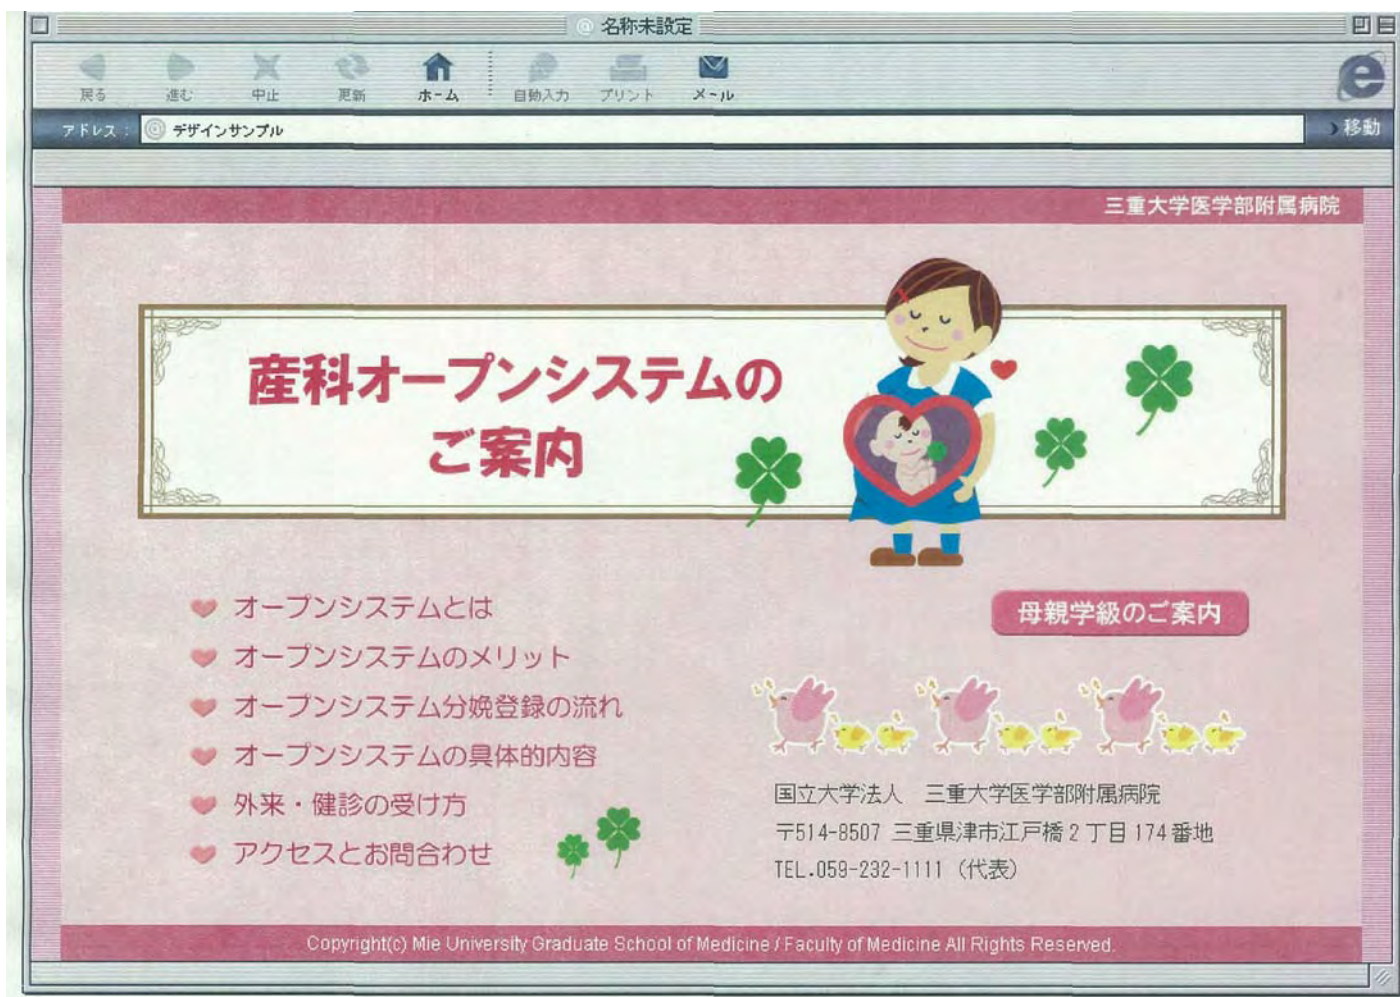 名称未設定
戻る 進む 中止 更新 ホーム 自動入力 プリント メール
アドレス： デザインサンプル 移動
三重大学医学部附属病院
産科オープンシステムの
ご案内
オープンシステムとは
オープンシステムのメリット
オープンシステム分娩登録の流れ
オープンシステムの具体的内容
外来・健診の受け方
アクセスとお問合わせ
母親学級のご案内
国立大学法人　三重大学医学部附属病院
〒514-8507 三重県津市江戸橋2丁目174番地
TEL.059-232-1111（代表）
Copyright(c) Mie University Graduate School of Medicine / Faculty of Medicine All Rights Reserved.